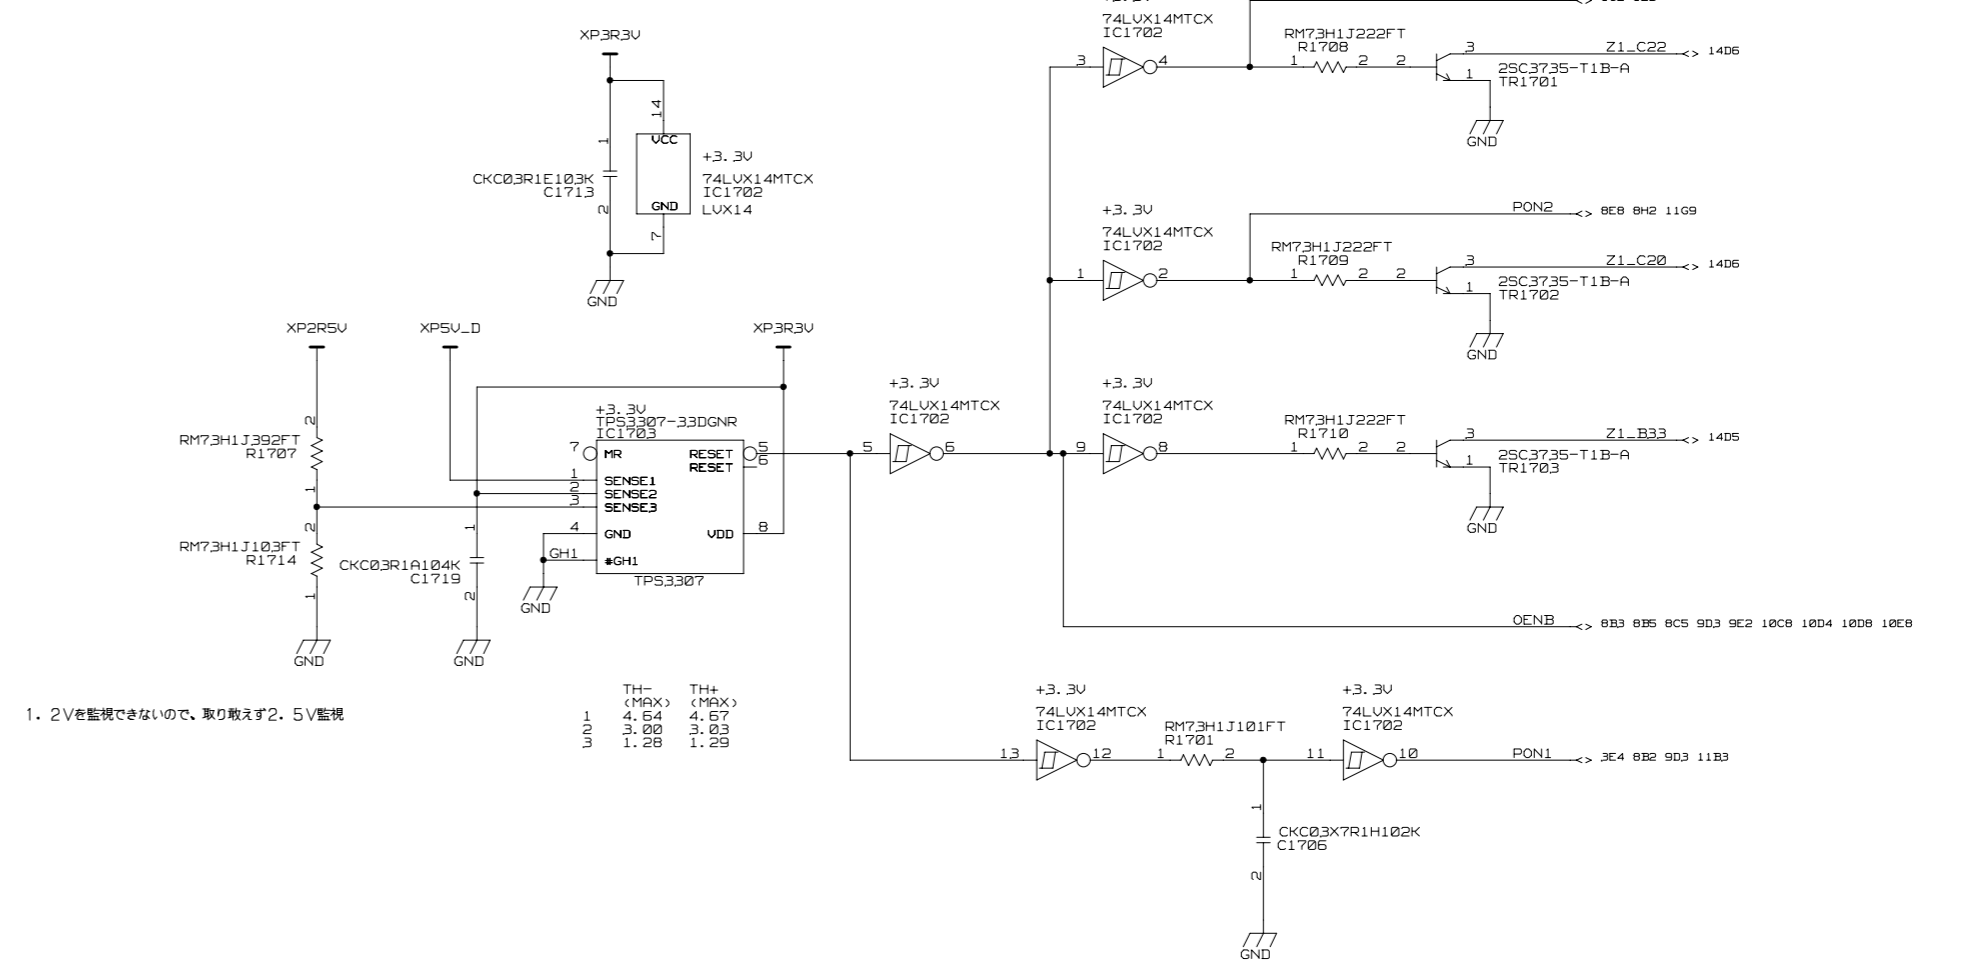 XP3R3V
14
1
VCC
+3.3V
74LVX14MTCX
IC1702
LVX14
CKC03R1E103K
C1713
2
GND
7
GND
74LVX14MTCX
IC1702
3
4
RM73H1J222FT
R1708
1
2
2
3
Z1_C22
14D6
1
2SC3735-T1B-A
TR1701
GND
+3.3V
74LVX14MTCX
IC1702
1
2
PON2
8E8 8H2 11G9
RM73H1J222FT
R1709
1
2
2
3
Z1_C20
14D6
1
2SC3735-T1B-A
TR1702
GND
XP2R5V
XP5V_D
XP3R3V
2
RM73H1J392FT
R1707
1
2
RM73H1J103FT
R1714
1
GND
1
CKC03R1A104K
C1719
2
GND
+3.3V
TPS3307-33DGNR
IC1703
7
MR
RESET
5
RESET
6
1
SENSE1
2
SENSE2
3
SENSE3
4
GND
VDD
8
GH1
#GH1
TPS3307
GND
+3.3V
74LVX14MTCX
IC1702
5
6
+3.3V
74LVX14MTCX
IC1702
9
8
RM73H1J222FT
R1710
1
2
2
3
Z1_B33
14D5
1
2SC3735-T1B-A
TR1703
GND
OENB
8B3 8B5 8C5 9D3 9E2 10C8 10D4 10D8 10E8
1. 2Vを監視できないので、取り敢えず2. 5V監視
TH- TH+
(MAX) (MAX)
1 4.64 4.67
2 3.00 3.03
3 1.28 1.29
+3.3V
74LVX14MTCX
IC1702
13
12
RM73H1J101FT
R1701
1
2
+3.3V
74LVX14MTCX
IC1702
11
10
PON1
3E4 8B2 9D3 11B3
1
CKC03X7R1H102K
C1706
2
GND